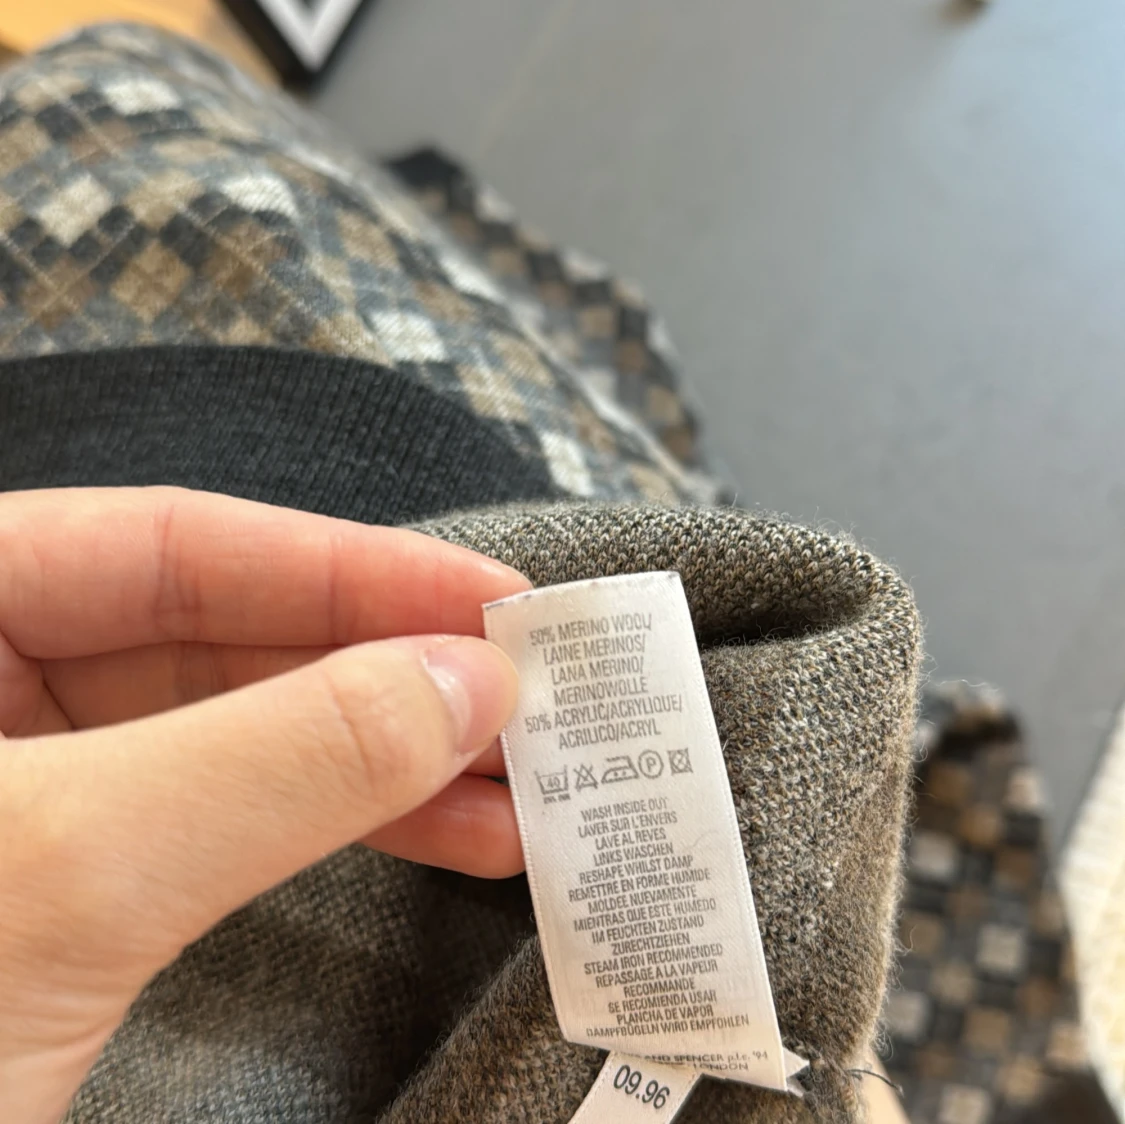 50% MERINO WOOL/
LAINE MERINOS/
LANA MERINO/
MERINOWOLLE
50% ACRYLIC/ACRYLIQUE/
ACRILICO/ACRYL
40 P
WASH INSIDE OUT
LAVER SUR L'ENVERS
LAVE AL REVES
LINKS WASCHEN
RESHAPE WHILST DAMP
REMETTRE EN FORME HUMIDE
MOLDEE NUEVAMENTE
MIENTRAS QUE ESTE HUMEDO
IM FEUCHTEN ZUSTAND
ZURECHTZIEHEN
STEAM IRON RECOMMENDED
REPASSAGE A LA VAPEUR
RECOMMANDE
SE RECOMIENDA USAR
PLANCHA DE VAPOR
DAMPFBÜGELN WIRD EMPFOHLEN
AND SPENCER p.l.c. '94
LONDON
09.96